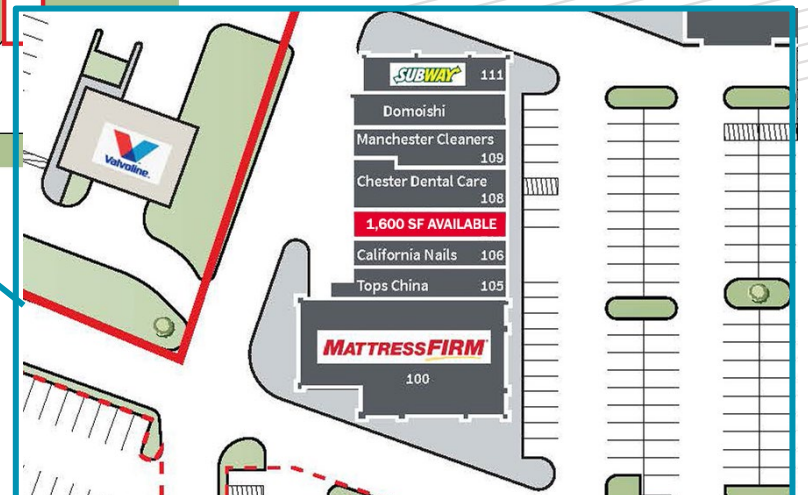 SUBWAY 111
Domoishi
Manchester Cleaners
109
Valvoline.
Chester Dental Care
108
1,600 SF AVAILABLE
California Nails 106
Tops China 105
MATTRESSFIRM
100